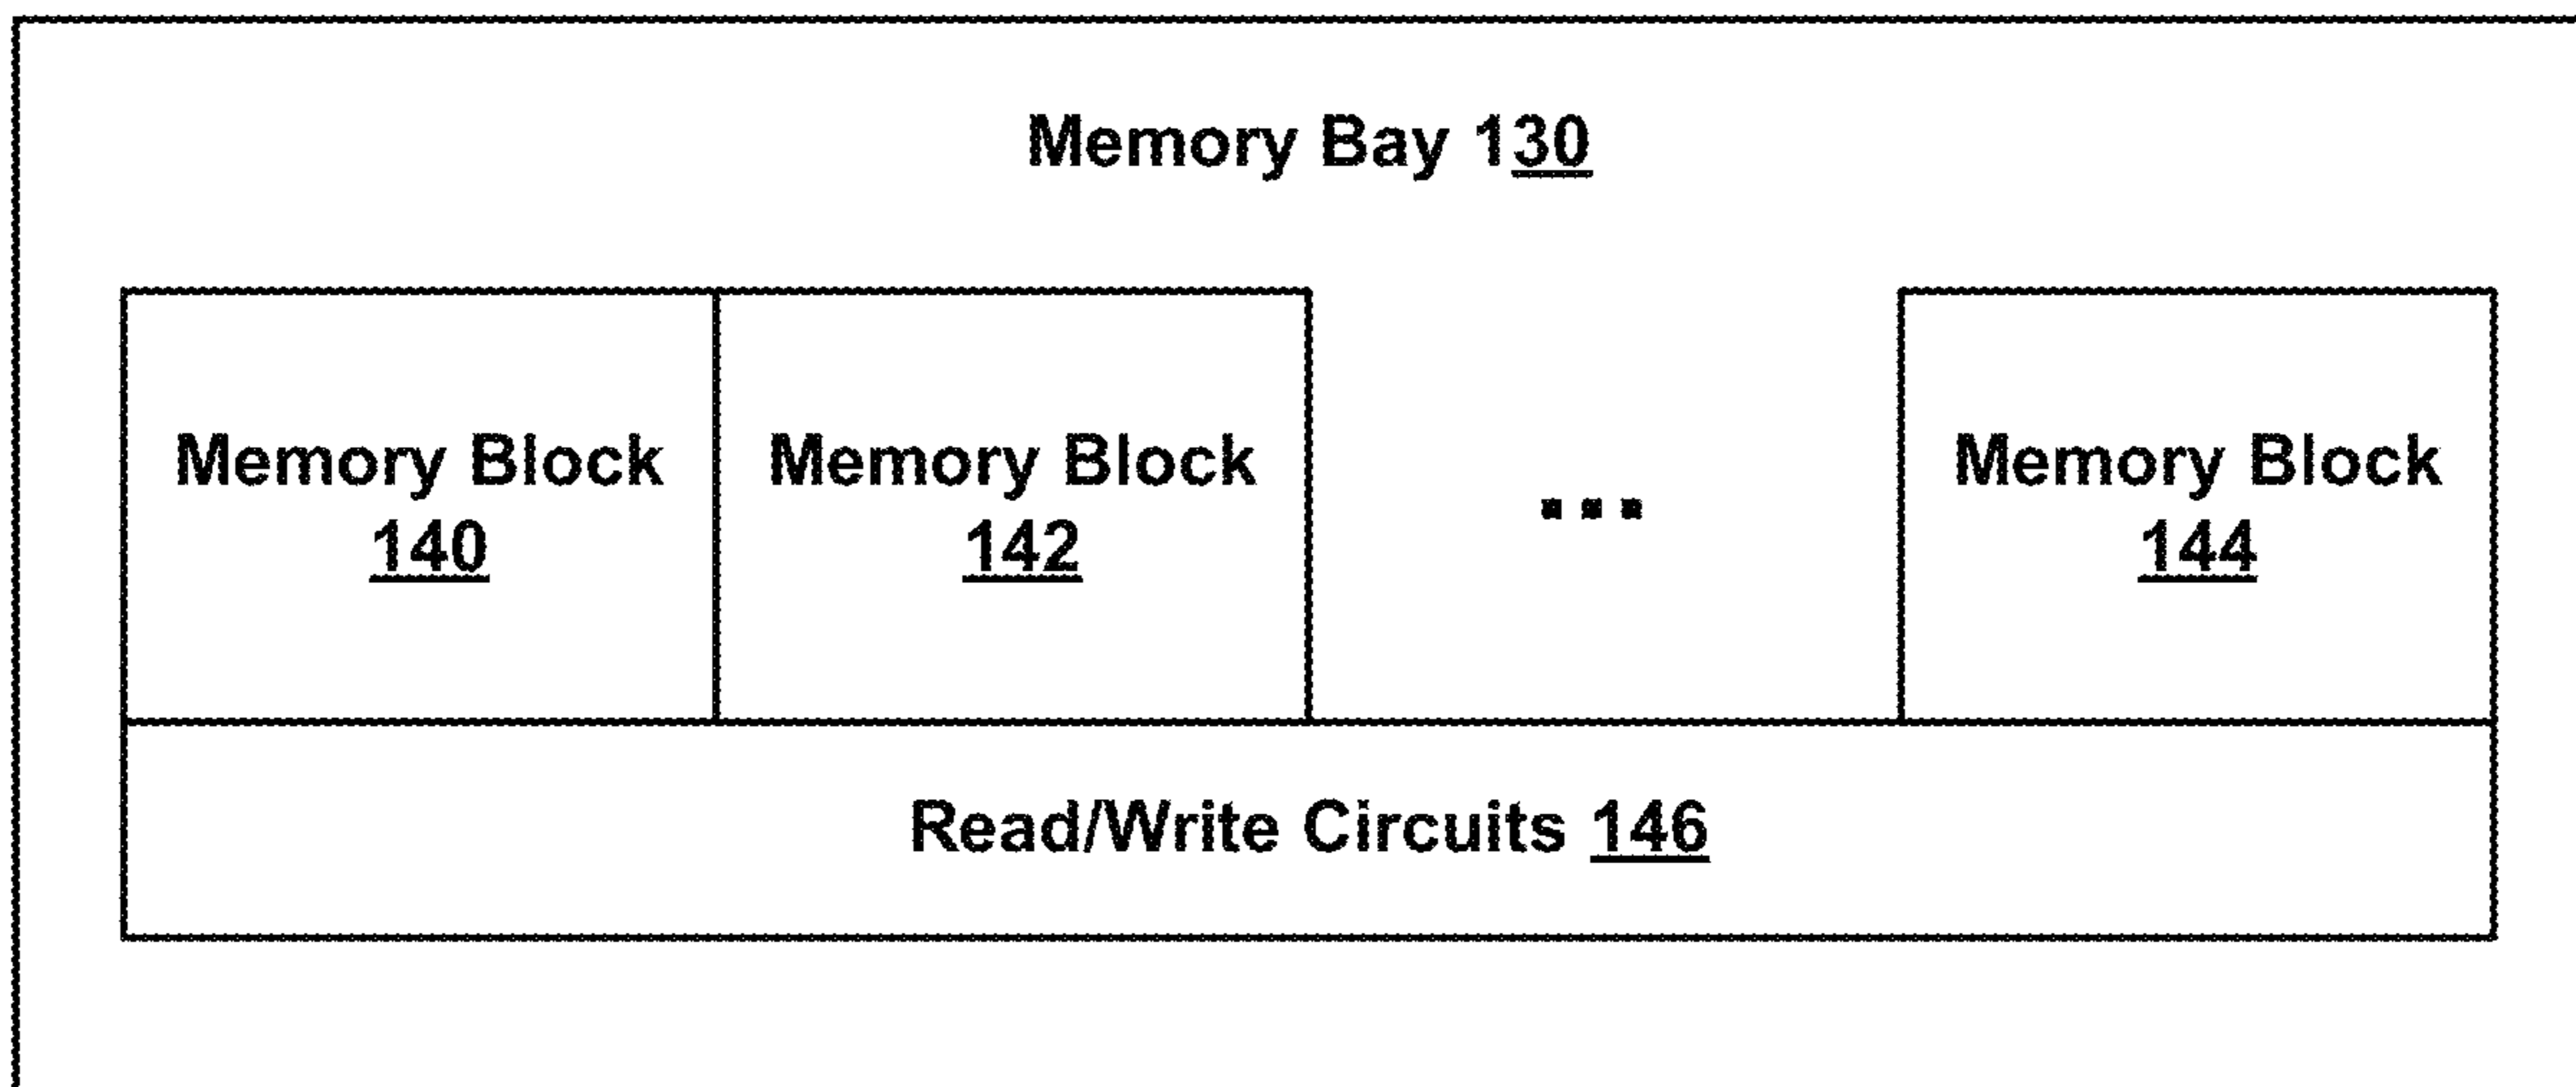 Memory Bay 130
Memory Block
140
Memory Block
142
...
Memory Block
144
Read/Write Circuits 146